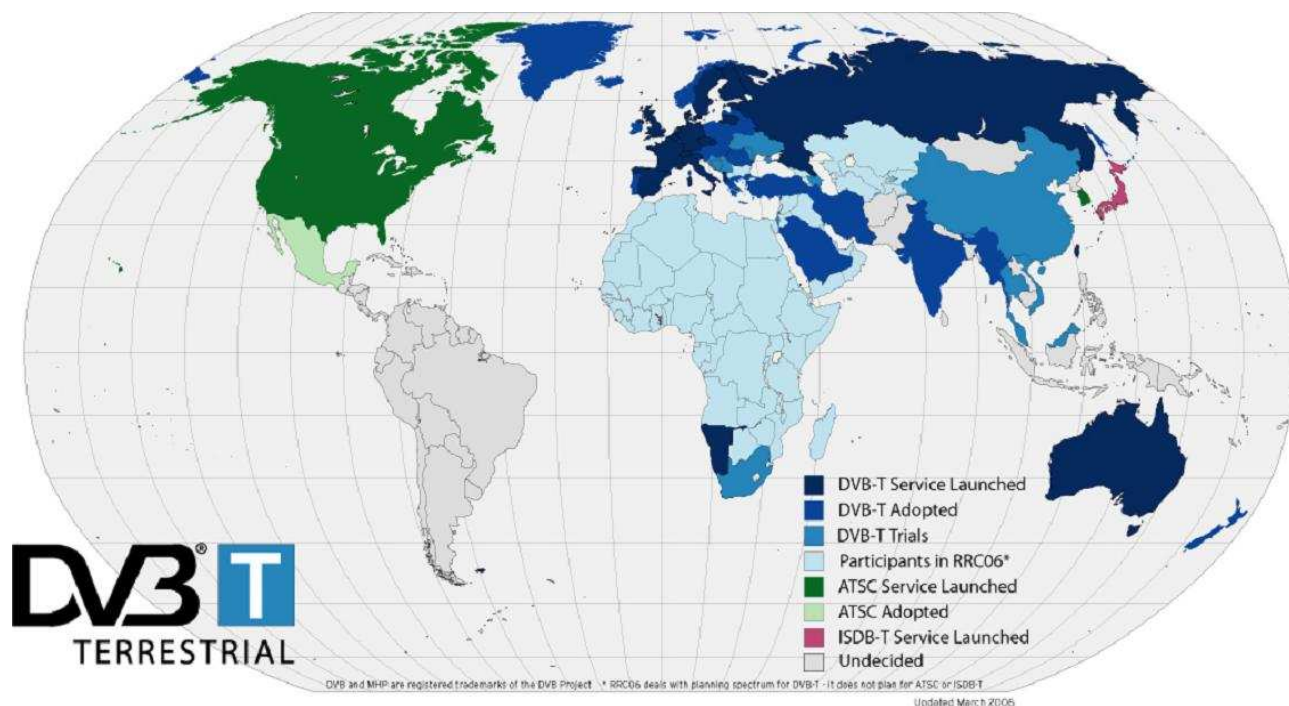 DVB-T Service Launched
DVB-T Adopted
DVB-T Trials
Participants in RRC06*
ATSC Service Launched
ATSC Adopted
ISDB-T Service Launched
Undecided
DVB® T
TERRESTRIAL
DVB and MHP are registered trademarks of the DVB Project * RRC06 deals with planning spectrum for DVB-T - it does not plan for ATSC or ISDB-T
Updated March 2006